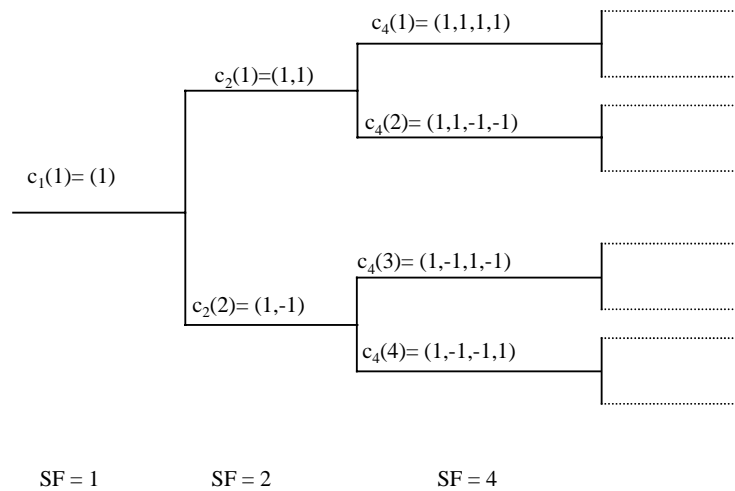 c₄(1)= (1,1,1,1)
c₂(1)=(1,1)
c₄(2)= (1,1,-1,-1)
c₁(1)= (1)
c₄(3)= (1,-1,1,-1)
c₂(2)= (1,-1)
c₄(4)= (1,-1,-1,1)
SF = 1 SF = 2 SF = 4